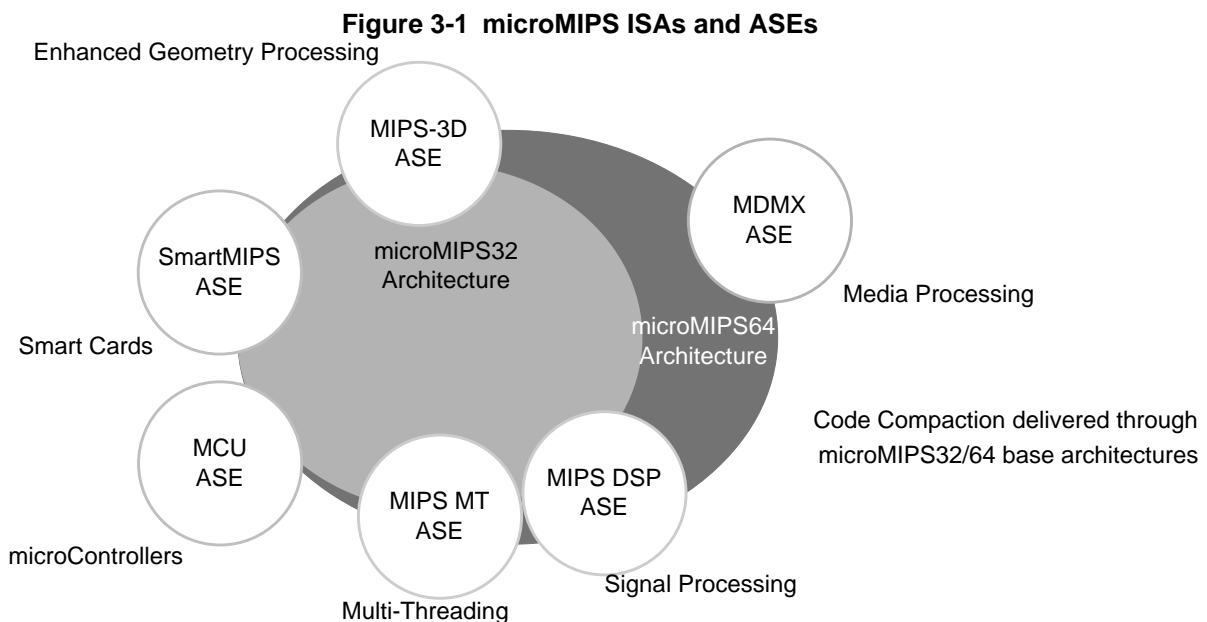 Figure 3-1 microMIPS ISAs and ASEs
Enhanced Geometry Processing
MIPS-3D
ASE
MDMX
ASE
SmartMIPS
ASE
microMIPS32
Architecture
Media Processing
microMIPS64
Architecture
Smart Cards
Code Compaction delivered through
microMIPS32/64 base architectures
MCU
ASE
MIPS MT
ASE
MIPS DSP
ASE
microControllers
Signal Processing
Multi-Threading